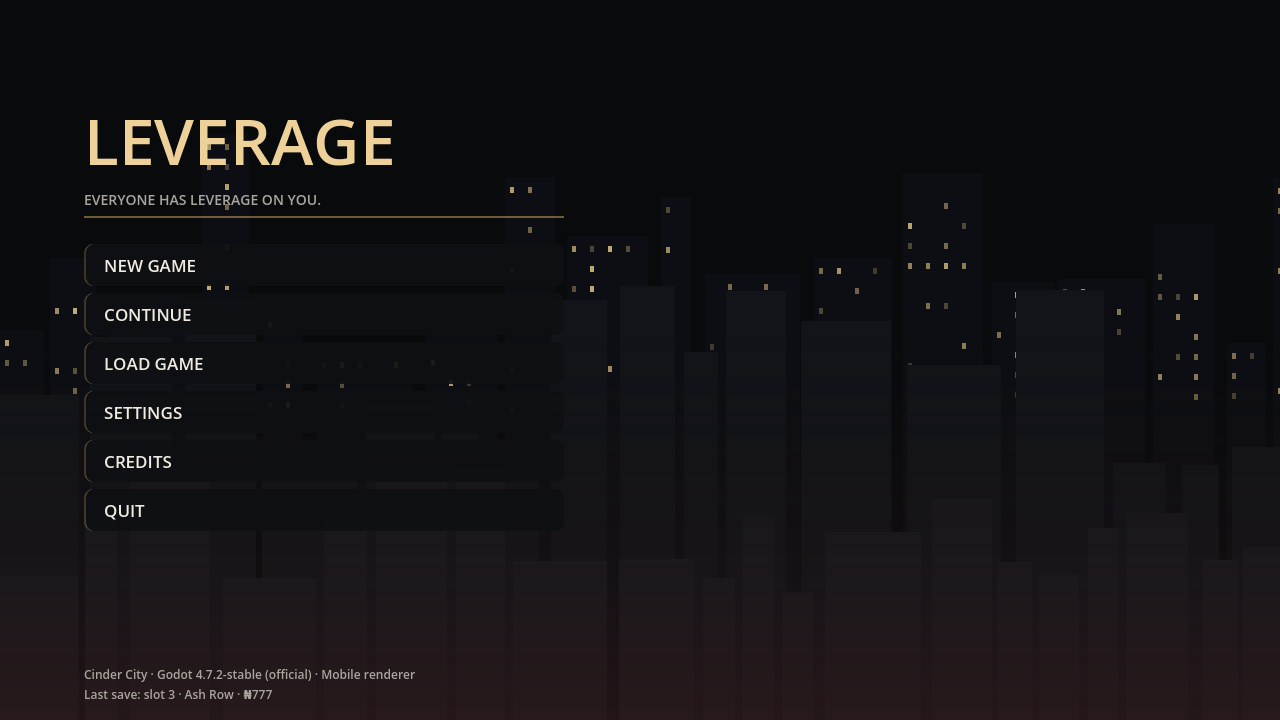 LEVERAGE
EVERYONE HAS LEVERAGE ON YOU.
NEW GAME
CONTINUE
LOAD GAME
SETTINGS
CREDITS
QUIT
Cinder City · Godot 4.7.2-stable (official) · Mobile renderer
Last save: slot 3 · Ash Row · ₦777